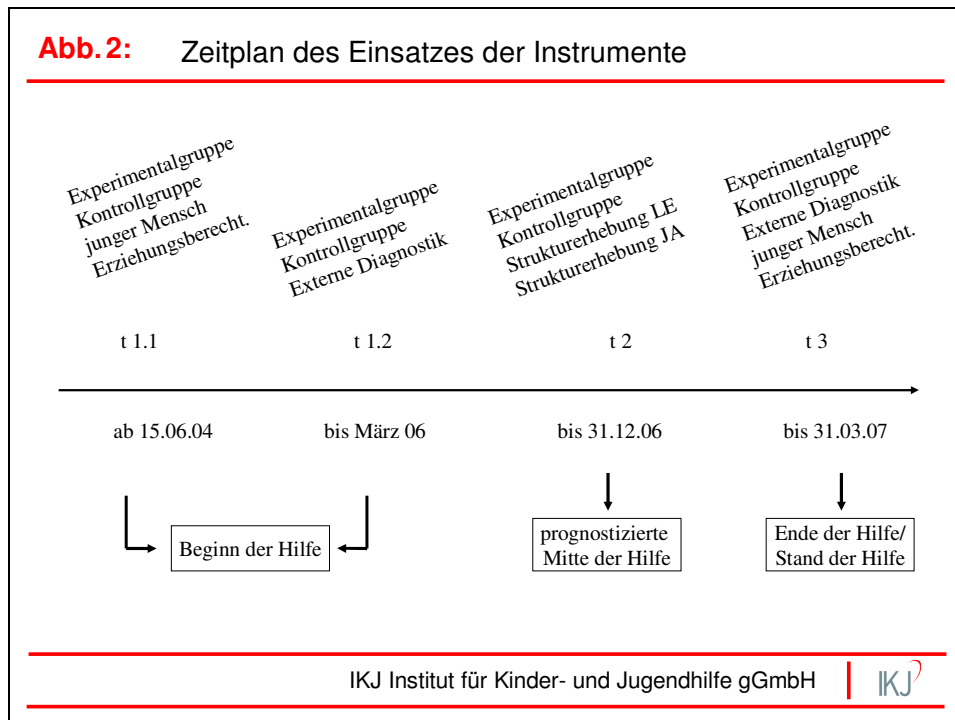 Abb. 2: Zeitplan des Einsatzes der Instrumente
Experimentalgruppe
Kontrollgruppe
junger Mensch
Erziehungsberecht.
Experimentalgruppe
Kontrollgruppe
Externe Diagnostik
Experimentalgruppe
Kontrollgruppe
Strukturerhebung LE
Strukturerhebung JA
Experimentalgruppe
Kontrollgruppe
Externe Diagnostik
junger Mensch
Erziehungsberecht.
t 1.1
t 1.2
t 2
t 3
ab 15.06.04
bis März 06
bis 31.12.06
bis 31.03.07
Beginn der Hilfe
prognostizierte
Mitte der Hilfe
Ende der Hilfe/
Stand der Hilfe
IKJ Institut für Kinder- und Jugendhilfe gGmbH
IKJ